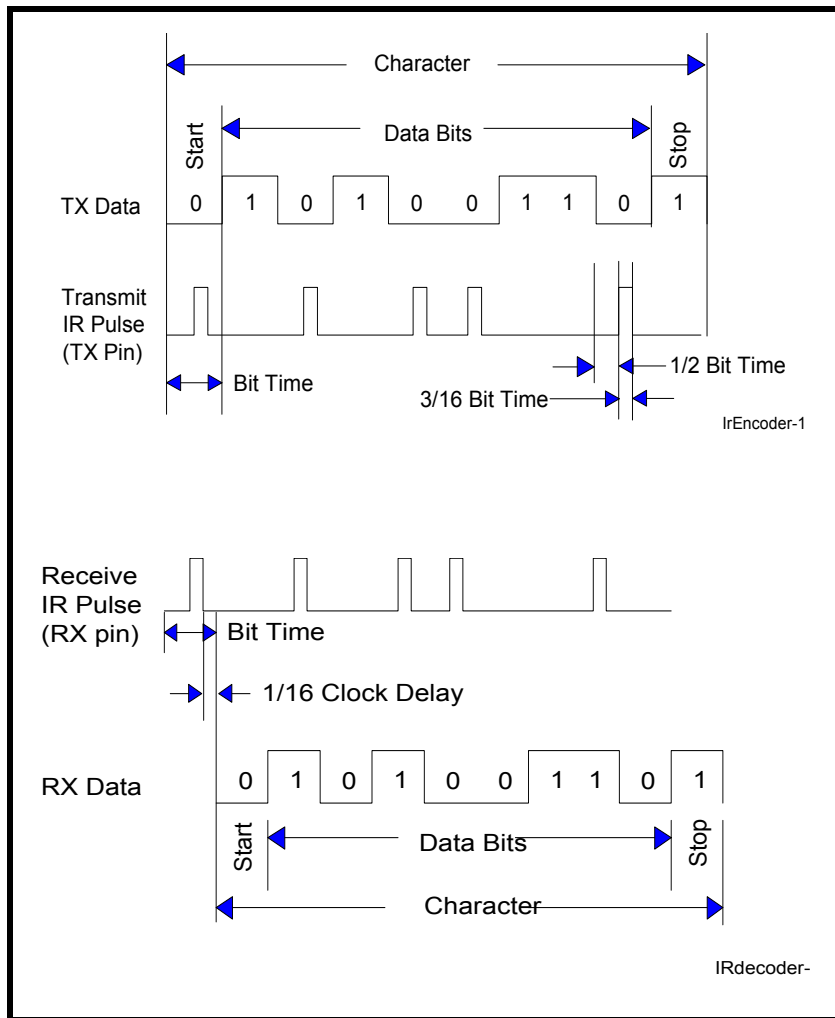 Character
Start
Data Bits
Stop
TX Data
0 1 0 1 0 0 1 1 0 1
Transmit
IR Pulse
(TX Pin)
Bit Time
1/2 Bit Time
3/16 Bit Time
IrEncoder-1
Receive
IR Pulse
(RX pin)
Bit Time
1/16 Clock Delay
RX Data
0 1 0 1 0 0 1 1 0 1
Start
Data Bits
Stop
Character
IRdecoder-